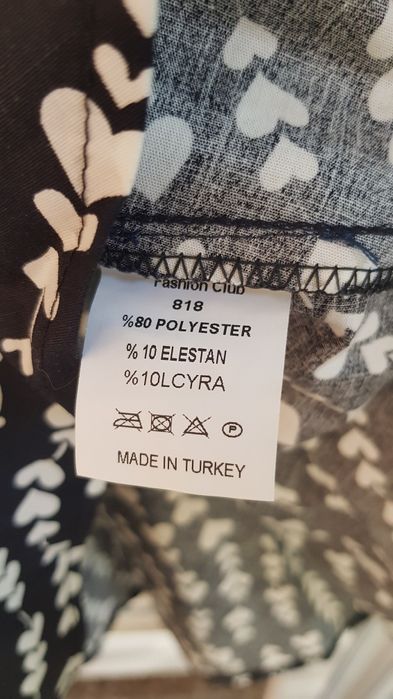 Fashion Club
818
%80 POLYESTER
% 10 ELESTAN
%10LCYRA
P
MADE IN TURKEY